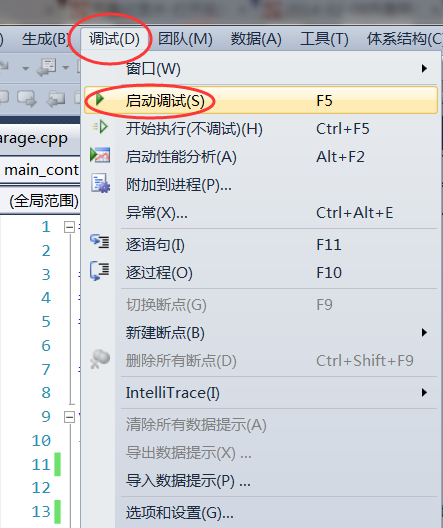 生成(B) 调试(D) 团队(M) 数据(A) 工具(T) 体系结构(C)
窗口(W)
启动调试(S) F5
开始执行(不调试)(H) Ctrl+F5
启动性能分析(A) Alt+F2
附加到进程(P)...
异常(X)... Ctrl+Alt+E
逐语句(I) F11
逐过程(O) F10
切换断点(G) F9
新建断点(B)
删除所有断点(D) Ctrl+Shift+F9
IntelliTrace(I)
清除所有数据提示(A)
导出数据提示(X) ...
导入数据提示(P) ...
选项和设置(G)...
arage.cpp
main_cont
(全局范围)
1
2
3
4
5
6
7
8
9
10
11
12
13